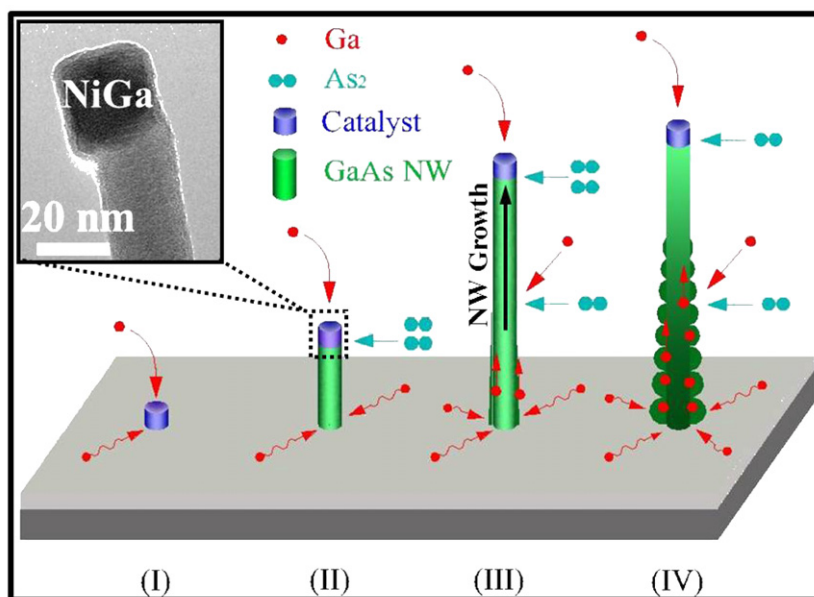 NiGa
20 nm
Ga
As₂
Catalyst
GaAs NW
NW Growth
(I)
(II)
(III)
(IV)